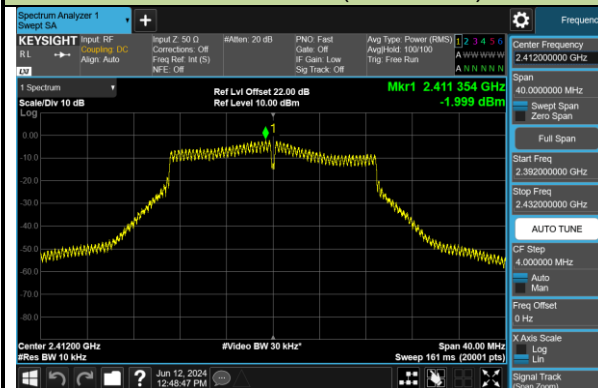 Spectrum Analyzer 1
Swept SA
+
Frequenc
KEYSIGHT
RL
Input: RF
Coupling: DC
Align: Auto
Input Z: 50 Ω
Corrections: Off
Freq Ref: Int (S)
NFE: Off
#Atten: 20 dB
PNO: Fast
Gate: Off
IF Gain: Low
Sig Track: Off
Avg Type: Power (RMS)
Avg|Hold: 100/100
Trig: Free Run
1 2 3 4 5 6
A W W W W W
A N N N N N
Center Frequency
2.412000000 GHz
Span
40.0000000 MHz
Swept Span
Zero Span
Full Span
Start Freq
2.392000000 GHz
Stop Freq
2.432000000 GHz
AUTO TUNE
CF Step
4.000000 MHz
Auto
Man
Freq Offset
0 Hz
X Axis Scale
Log
Lin
Signal Track
(Span Zoom)
1 Spectrum
Scale/Div 10 dB
Log
Ref Lvl Offset 22.00 dB
Ref Level 10.00 dBm
Mkr1 2.411 354 GHz
-1.999 dBm
1
0.00
-10.0
-20.0
-30.0
-40.0
-50.0
-60.0
-70.0
-80.0
Center 2.41200 GHz
#Res BW 10 kHz
#Video BW 30 kHz*
Span 40.00 MHz
Sweep 161 ms (20001 pts)
?
Jun 12, 2024
12:48:47 PM